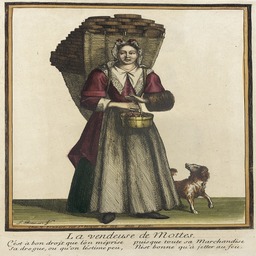 La vendeuse de Mottes.
C'est à bon droit que l'on méprise puisque toute sa Marchandise
Sa drogue, ou qu'on l'estime peu, N'est bonne qu'à jetter au feu.